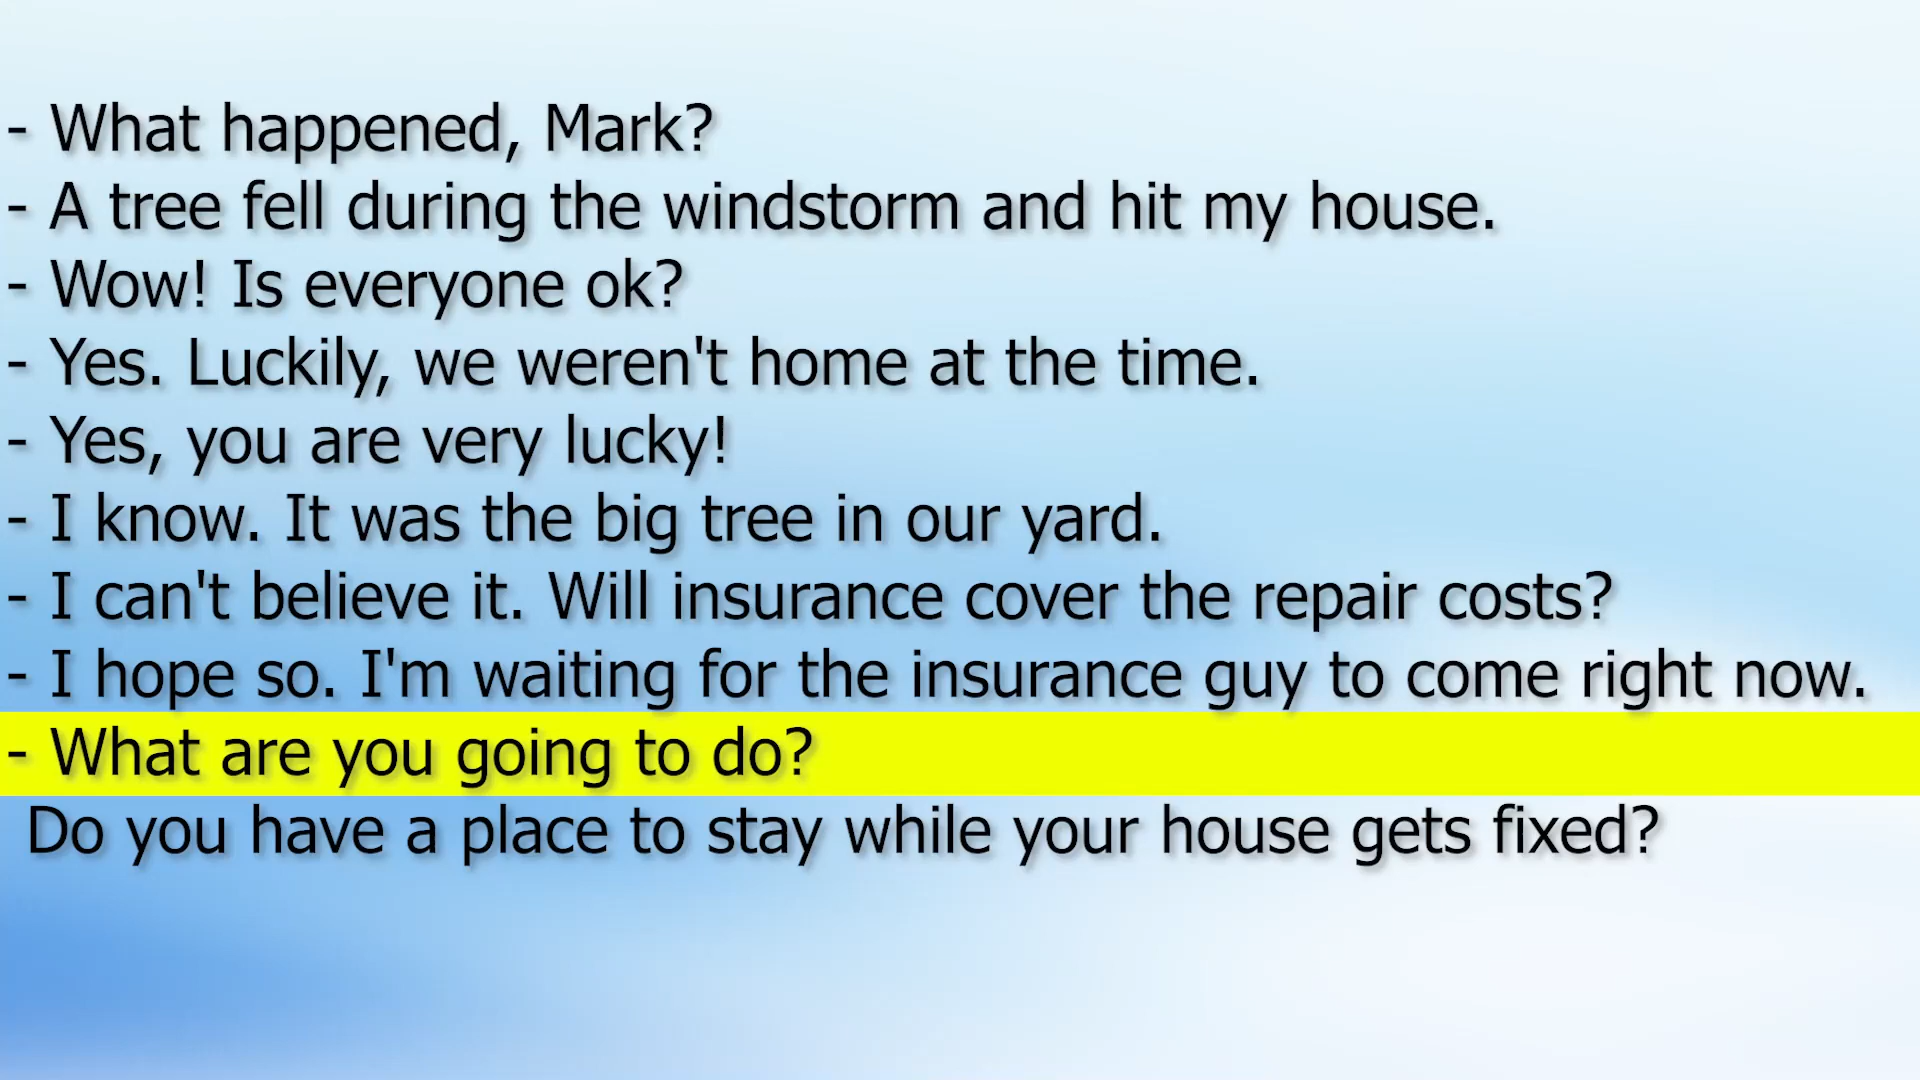 - What happened, Mark?
- A tree fell during the windstorm and hit my house.
- Wow! Is everyone ok?
- Yes. Luckily, we weren't home at the time.
- Yes, you are very lucky!
- I know. It was the big tree in our yard.
- I can't believe it. Will insurance cover the repair costs?
- I hope so. I'm waiting for the insurance guy to come right now.
- What are you going to do?
Do you have a place to stay while your house gets fixed?